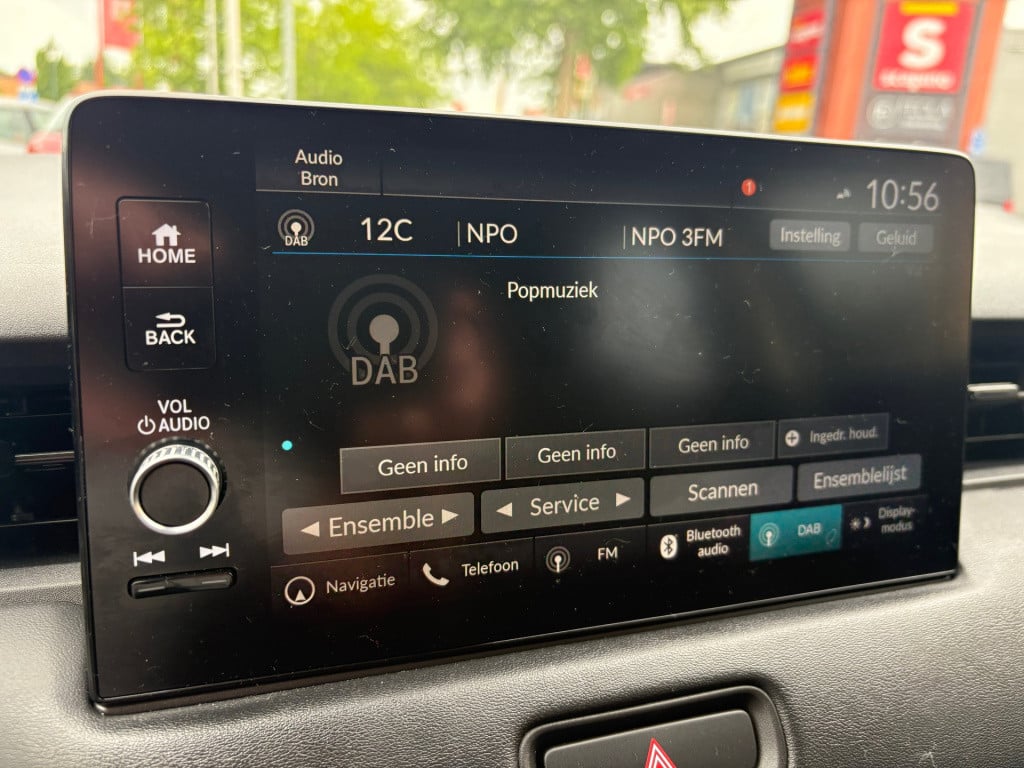 S
Audio
Bron
1
10:56
DAB
12C
NPO
NPO 3FM
Instelling
Geluid
HOME
Popmuziek
BACK
DAB
VOL
AUDIO
Geen info
Geen info
Geen info
Ingedr. houd.
Ensemble
Service
Scannen
Ensemblelijst
Navigatie
Telefoon
FM
Bluetooth
audio
DAB
Display-
modus